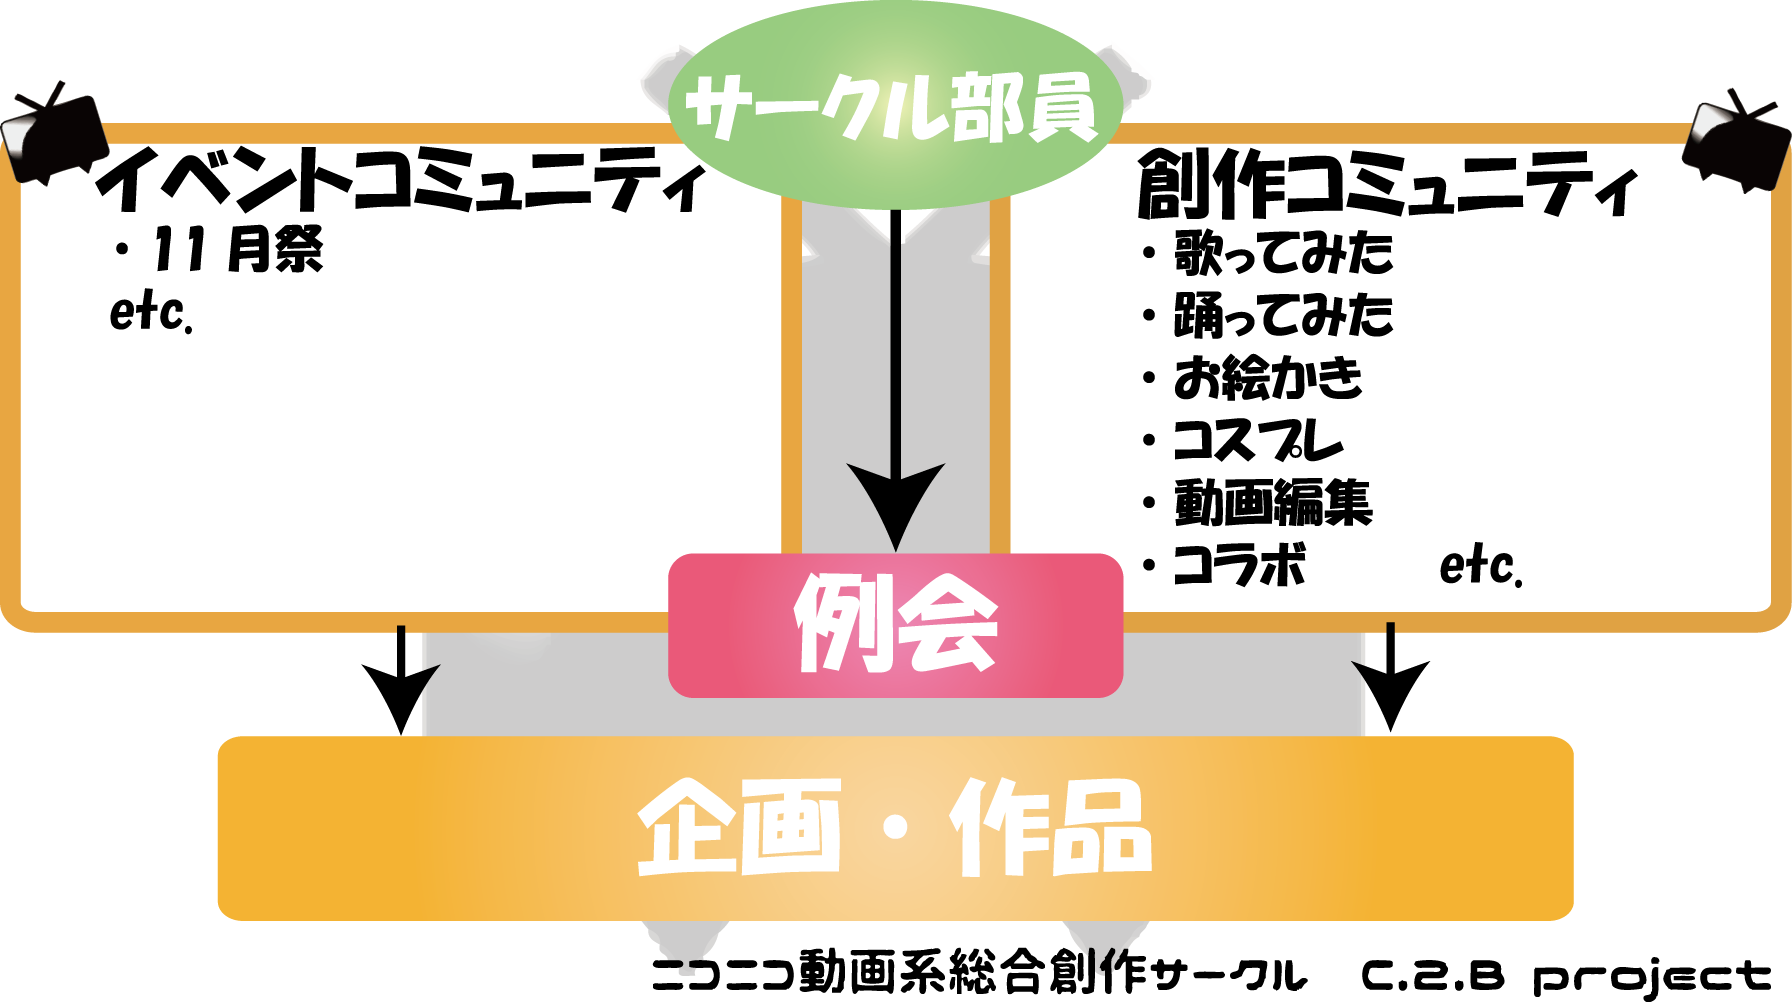 サークル部員
イベントコミュニティ
・11月祭
etc.
創作コミュニティ
・歌ってみた
・踊ってみた
・お絵かき
・コスプレ
・動画編集
・コラボ etc.
例会
企画・作品
ニコニコ動画系総合創作サークル C.2.B project